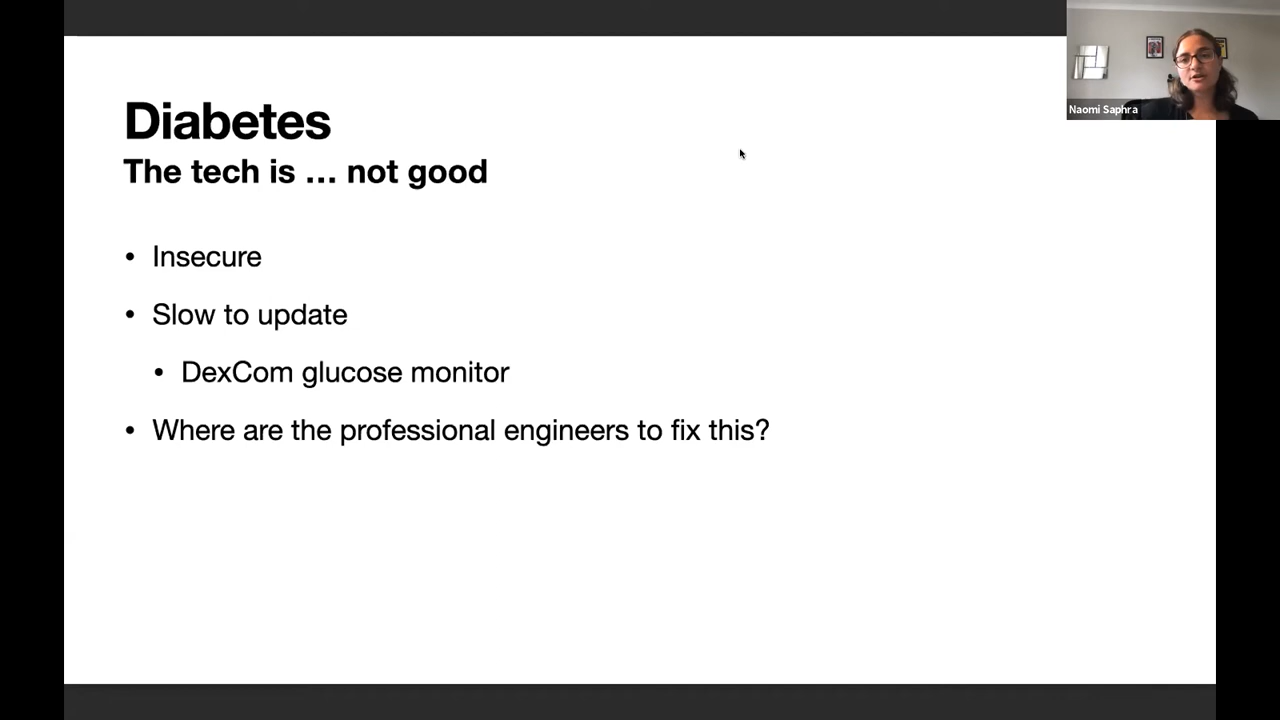 Naomi Saphra
Diabetes
The tech is ... not good
• Insecure
• Slow to update
• DexCom glucose monitor
• Where are the professional engineers to fix this?